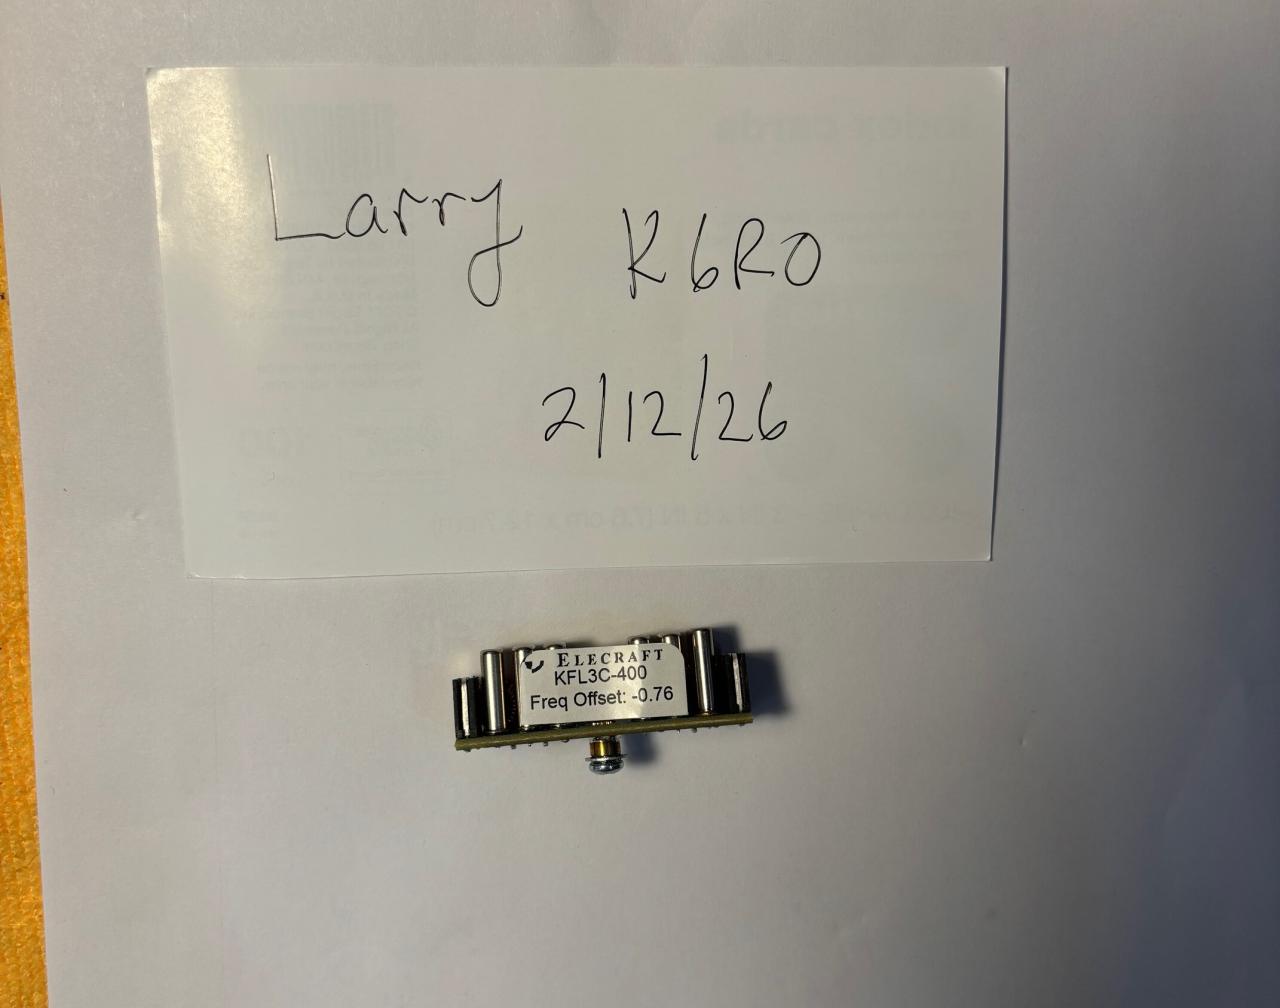 Larry K6RO
2/12/26
ELECRAFT
KFL3C-400
Freq Offset: -0.76